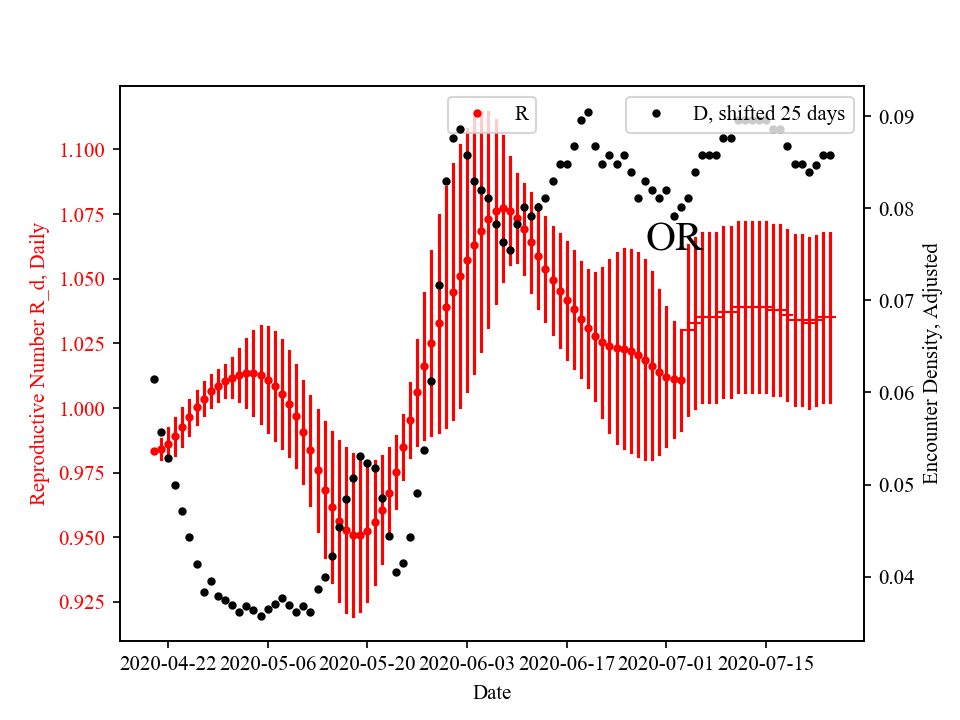 R
D, shifted 25 days
OR
Reproductive Number R_d, Daily
1.100
1.075
1.050
1.025
1.000
0.975
0.950
0.925
0.09
0.08
0.07
0.06
0.05
0.04
Encounter Density, Adjusted
2020-04-22 2020-05-06 2020-05-20 2020-06-03 2020-06-17 2020-07-01 2020-07-15
Date